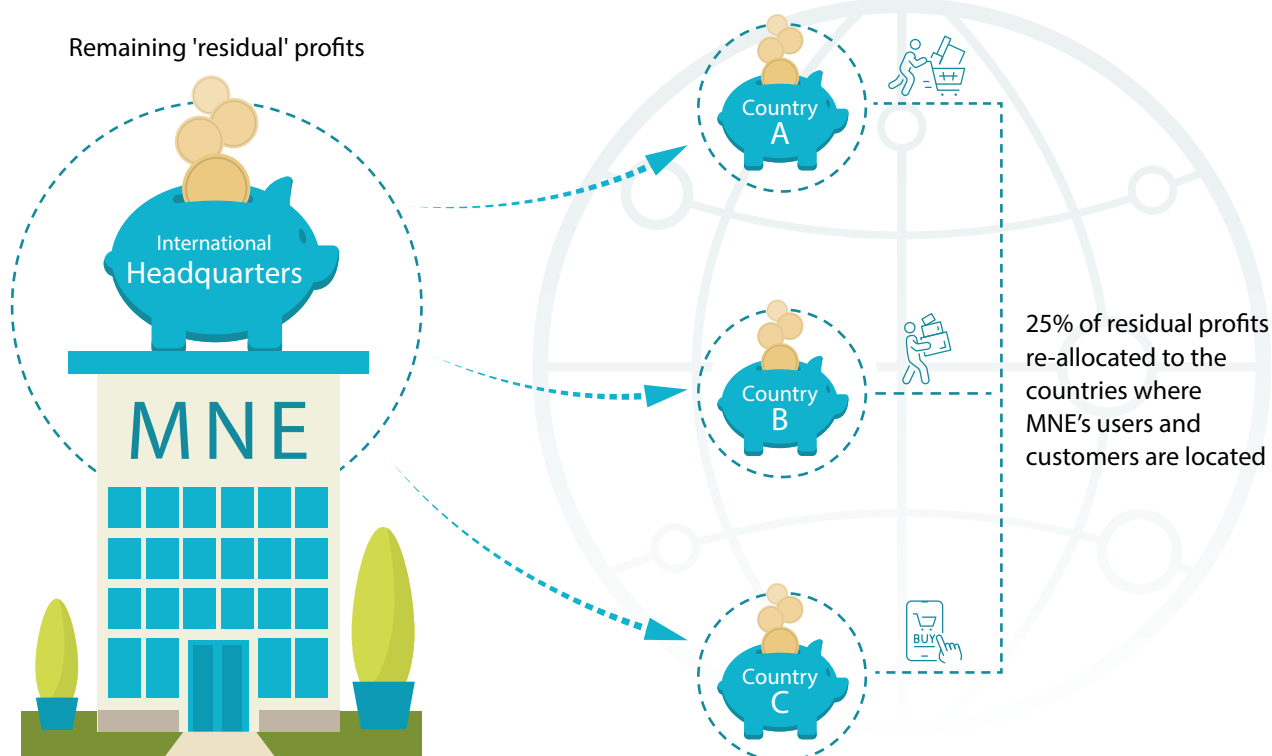 Remaining 'residual' profits
International
Headquarters
MNE
Country
A
Country
B
BUY
Country
C
25% of residual profits
re-allocated to the
countries where
MNE’s users and
customers are located